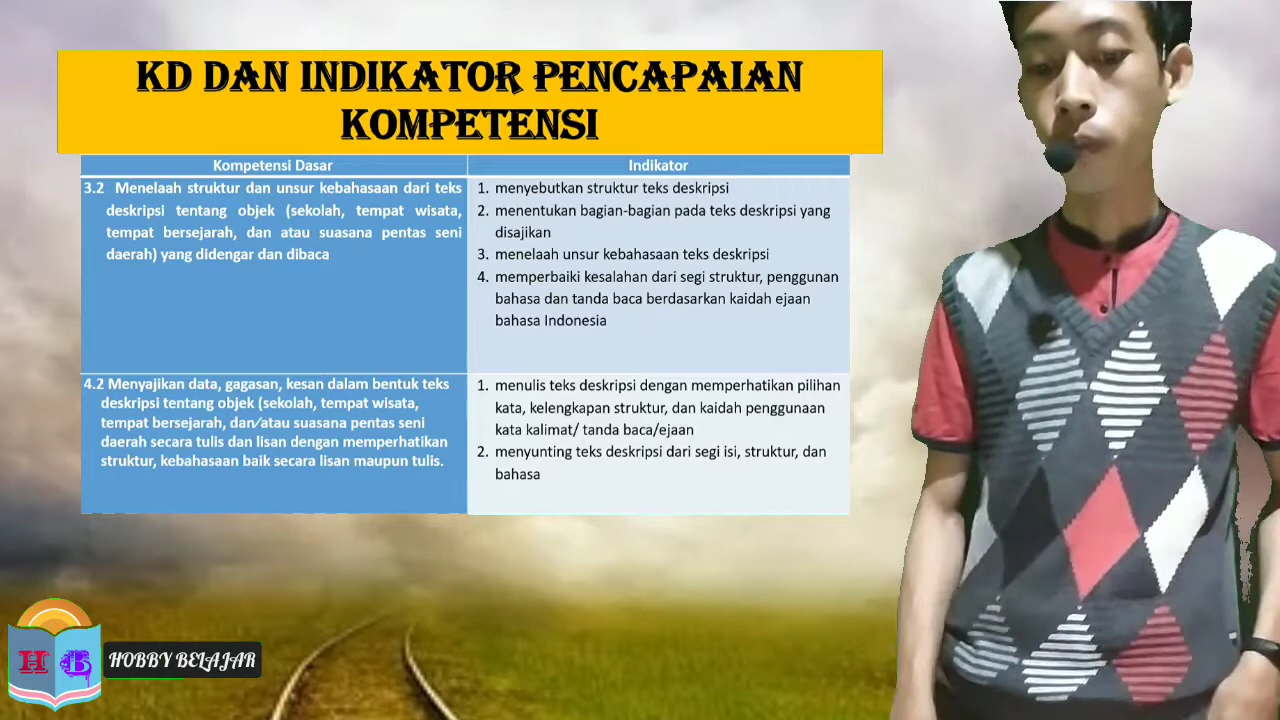 KD DAN INDIKATOR PENCAPAIAN
KOMPETENSI
Kompetensi Dasar
Indikator
3.2 Menelaah struktur dan unsur kebahasaan dari teks
deskripsi tentang objek (sekolah, tempat wisata,
tempat bersejarah, dan atau suasana pentas seni
daerah) yang didengar dan dibaca
1. menyebutkan struktur teks deskripsi
2. menentukan bagian-bagian pada teks deskripsi yang
disajikan
3. menelaah unsur kebahasaan teks deskripsi
4. memperbaiki kesalahan dari segi struktur, penggunan
bahasa dan tanda baca berdasarkan kaidah ejaan
bahasa Indonesia
4.2 Menyajikan data, gagasan, kesan dalam bentuk teks
deskripsi tentang objek (sekolah, tempat wisata,
tempat bersejarah, dan/atau suasana pentas seni
daerah secara tulis dan lisan dengan memperhatikan
struktur, kebahasaan baik secara lisan maupun tulis.
1. menulis teks deskripsi dengan memperhatikan pilihan
kata, kelengkapan struktur, dan kaidah penggunaan
kata kalimat/ tanda baca/ejaan
2. menyunting teks deskripsi dari segi isi, struktur, dan
bahasa
H B
HOBBY BELAJAR